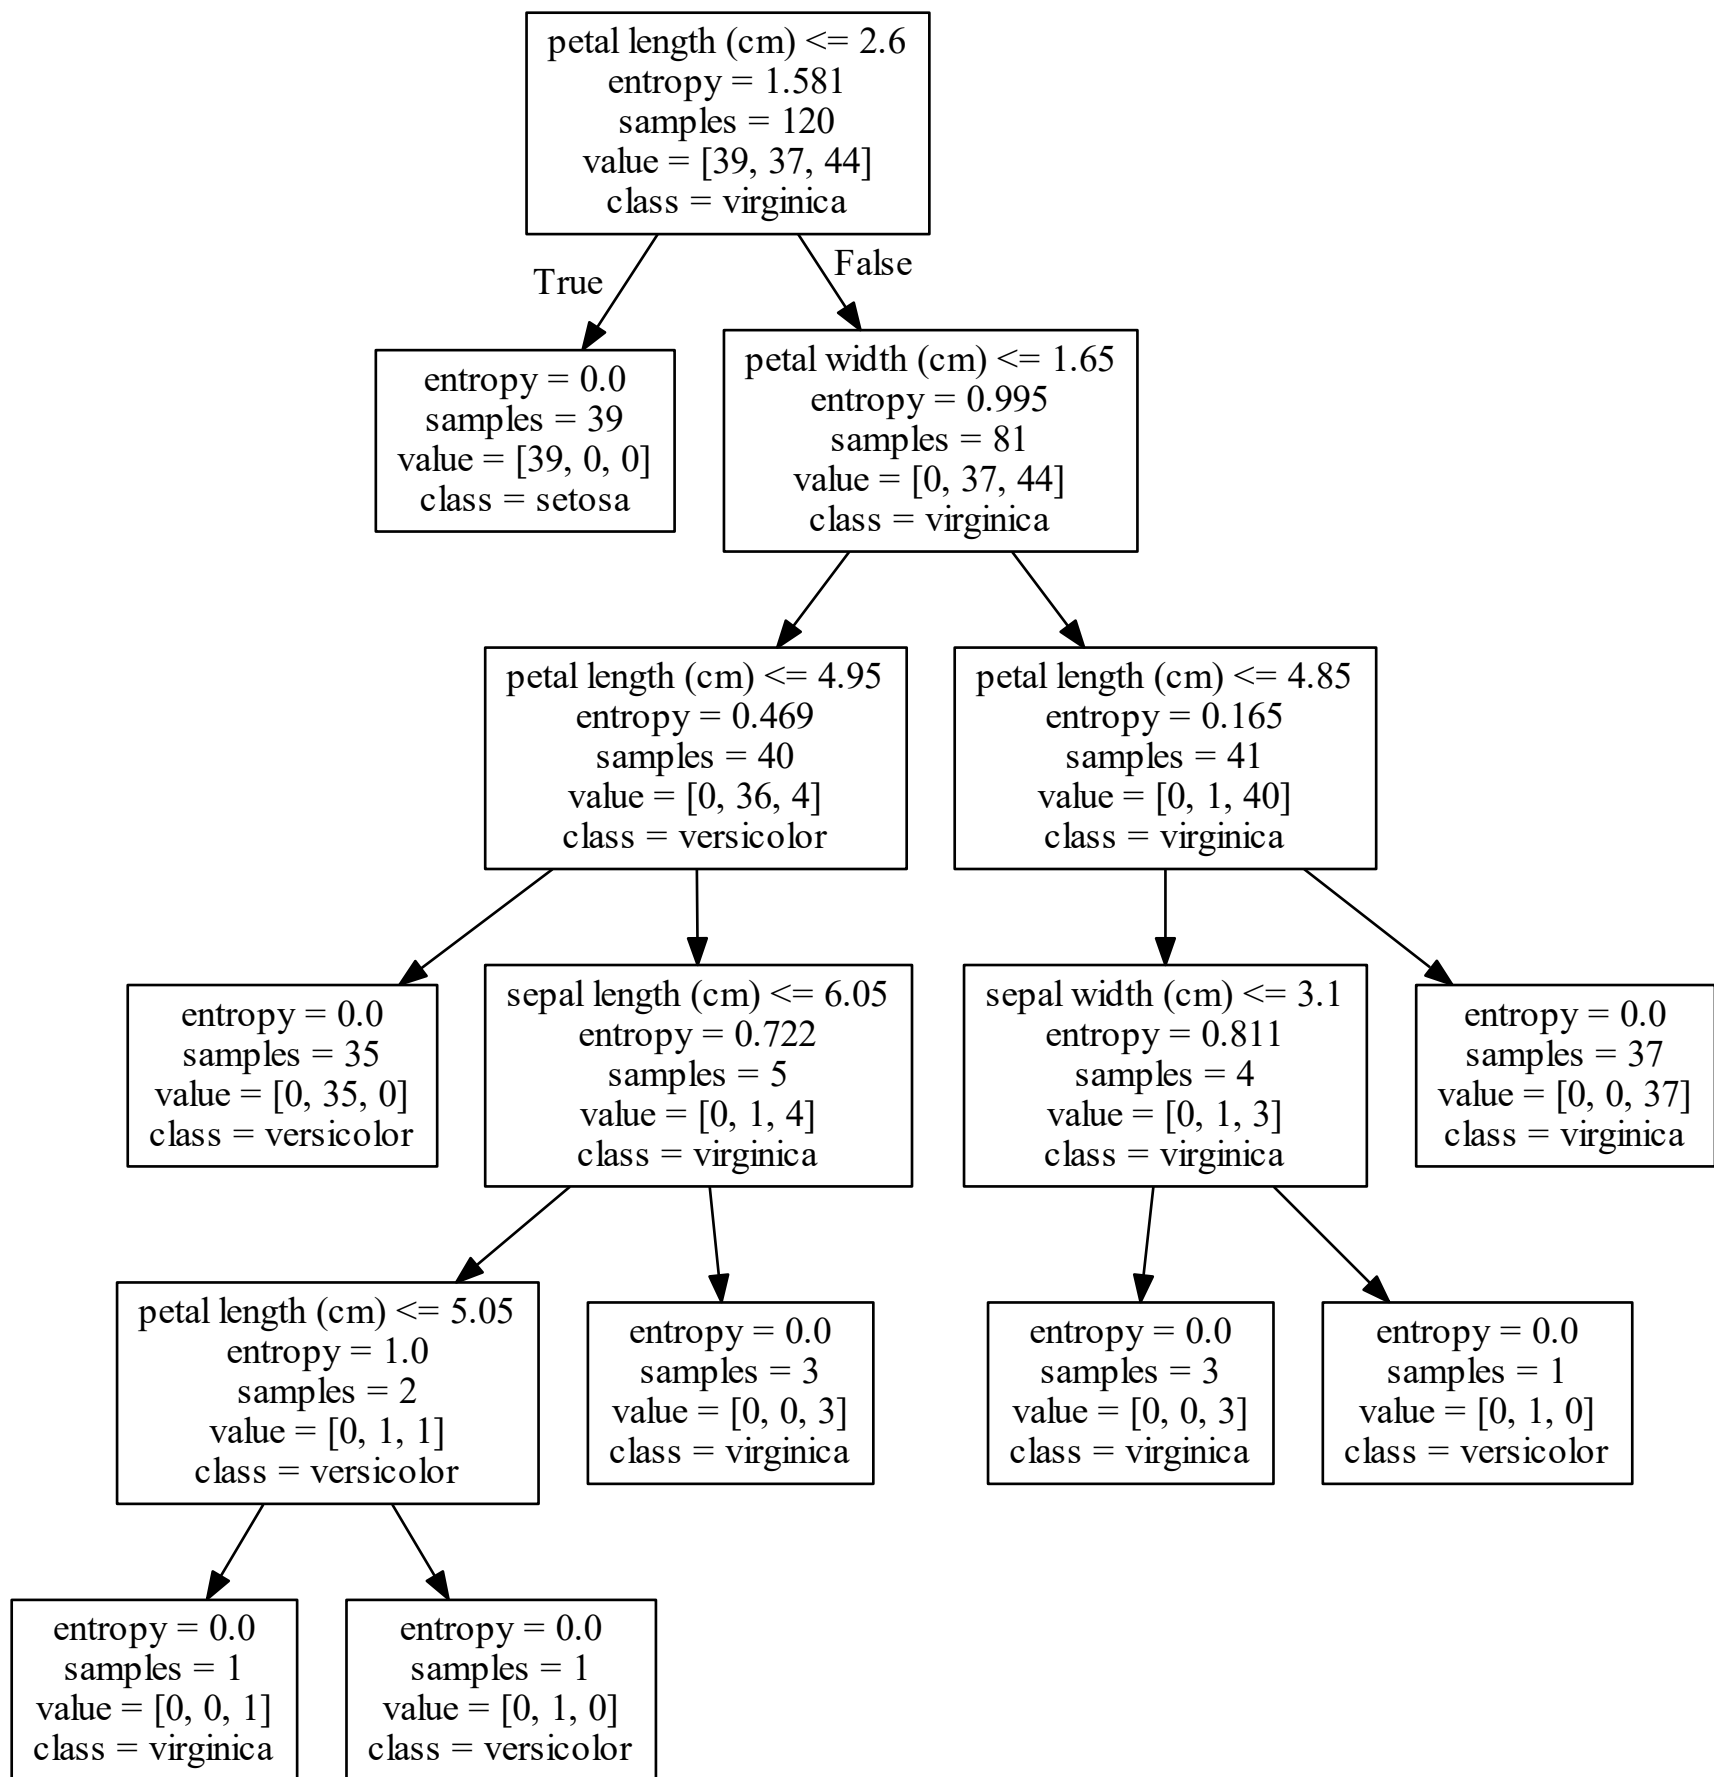 petal length (cm) <= 2.6
entropy = 1.581
samples = 120
value = [39, 37, 44]
class = virginica
True
False
entropy = 0.0
samples = 39
value = [39, 0, 0]
class = setosa
petal width (cm) <= 1.65
entropy = 0.995
samples = 81
value = [0, 37, 44]
class = virginica
petal length (cm) <= 4.95
entropy = 0.469
samples = 40
value = [0, 36, 4]
class = versicolor
petal length (cm) <= 4.85
entropy = 0.165
samples = 41
value = [0, 1, 40]
class = virginica
entropy = 0.0
samples = 35
value = [0, 35, 0]
class = versicolor
sepal length (cm) <= 6.05
entropy = 0.722
samples = 5
value = [0, 1, 4]
class = virginica
sepal width (cm) <= 3.1
entropy = 0.811
samples = 4
value = [0, 1, 3]
class = virginica
entropy = 0.0
samples = 37
value = [0, 0, 37]
class = virginica
petal length (cm) <= 5.05
entropy = 1.0
samples = 2
value = [0, 1, 1]
class = versicolor
entropy = 0.0
samples = 3
value = [0, 0, 3]
class = virginica
entropy = 0.0
samples = 3
value = [0, 0, 3]
class = virginica
entropy = 0.0
samples = 1
value = [0, 1, 0]
class = versicolor
entropy = 0.0
samples = 1
value = [0, 0, 1]
class = virginica
entropy = 0.0
samples = 1
value = [0, 1, 0]
class = versicolor